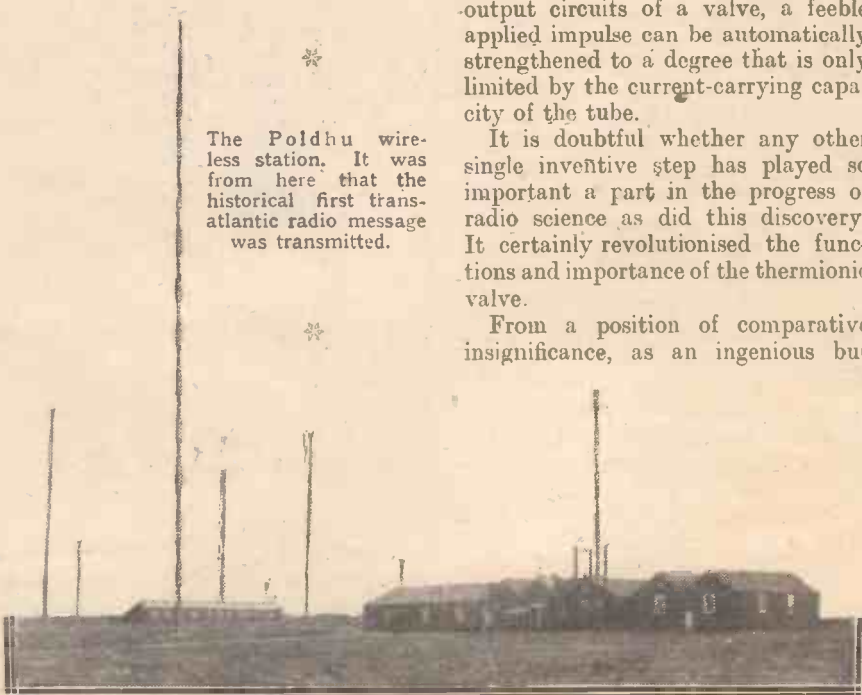 The Poldhu wire-
less station. It was
from here that the
historical first trans-
atlantic radio message
was transmitted.
output circuits of a valve, a feeble
applied impulse can be automatically
strengthened to a degree that is only
limited by the current-carrying capa
city of the tube.
It is doubtful whether any other
single inventive step has played so
important a part in the progress o
radio science as did this discovery
It certainly revolutionised the func
tions and importance of the thermionic
valve.
From a position of comparative
insignificance, as an ingenious bu